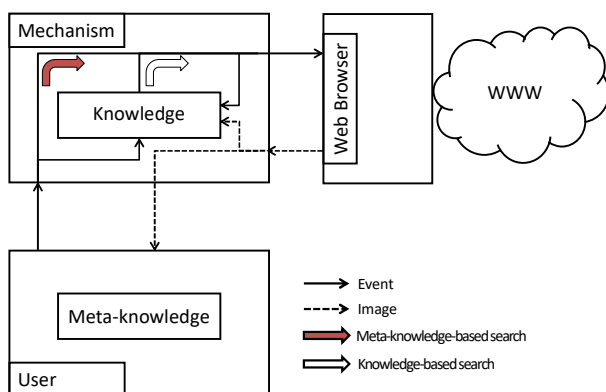 Mechanism
Knowledge
Web Browser
WWW
Meta-knowledge
User
Event
Image
Meta-knowledge-based search
Knowledge-based search